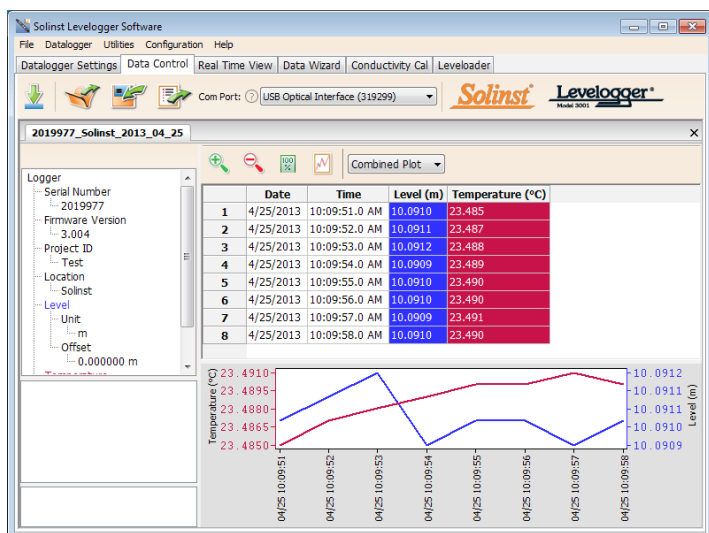 Solinst Levelogger Software
File Datalogger Utilities Configuration Help
Datalogger Settings Data Control Real Time View Data Wizard Conductivity Cal Leveloader
Com Port: ? USB Optical Interface (319299) Solinst Levelogger
Model 3001
2019977_Solinst_2013_04_25 x
100 % Combined Plot
Logger
Serial Number
2019977
Firmware Version
3.004
Project ID
Test
Location
Solinst
Level
Unit
m
Offset
0.000000 m
Temperature
Date Time Level (m) Temperature (°C)
1 4/25/2013 10:09:51.0 AM 10.0910 23.485
2 4/25/2013 10:09:52.0 AM 10.0911 23.487
3 4/25/2013 10:09:53.0 AM 10.0912 23.488
4 4/25/2013 10:09:54.0 AM 10.0909 23.489
5 4/25/2013 10:09:55.0 AM 10.0910 23.490
6 4/25/2013 10:09:56.0 AM 10.0910 23.490
7 4/25/2013 10:09:57.0 AM 10.0909 23.491
8 4/25/2013 10:09:58.0 AM 10.0910 23.490
Temperature (°C)
23.4910
23.4895
23.4880
23.4865
23.4850
10.0912
10.0911
10.0911
10.0910
10.0909
Level (m)
04/25 10:09:51
04/25 10:09:52
04/25 10:09:53
04/25 10:09:54
04/25 10:09:55
04/25 10:09:56
04/25 10:09:57
04/25 10:09:58